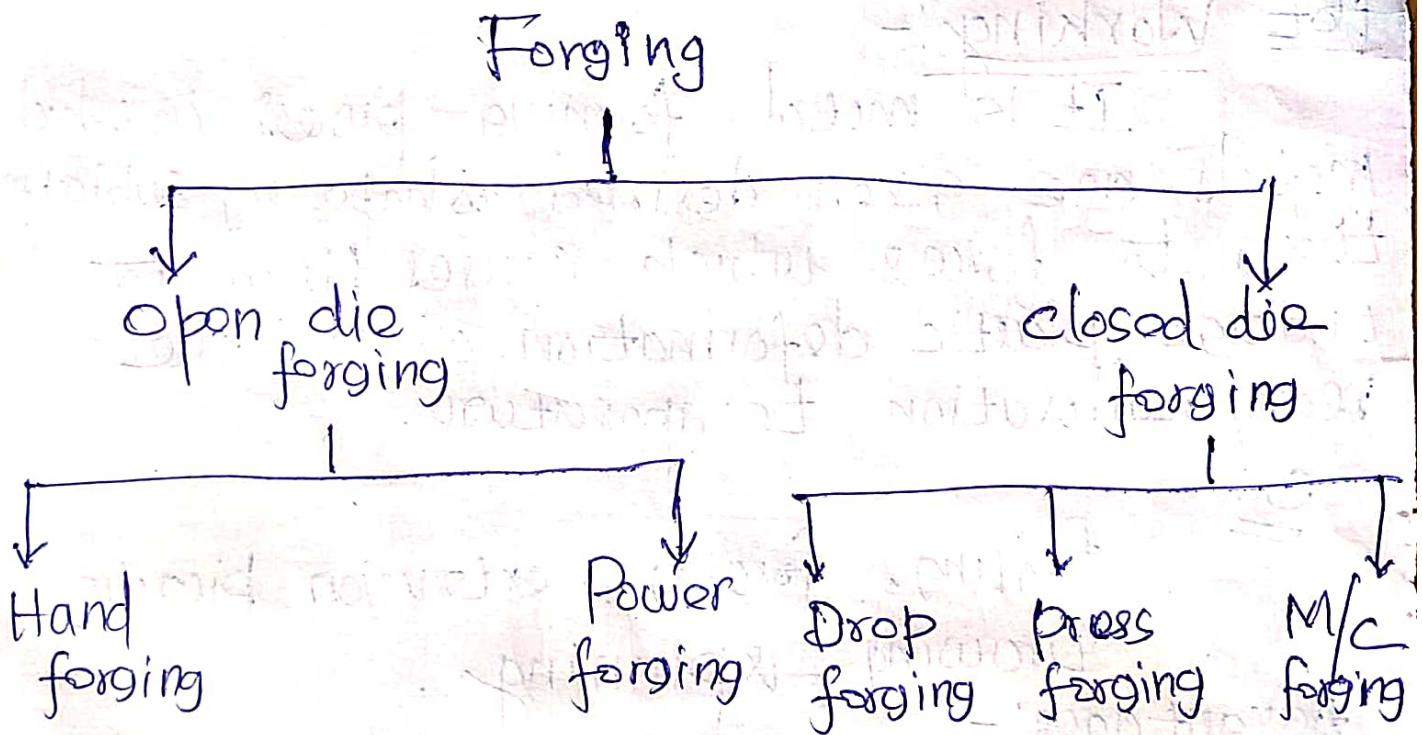 Forging
Open die
forging
closed die
forging
Hand
forging
Power
forging
Drop
forging
press
forging
M/C
forging